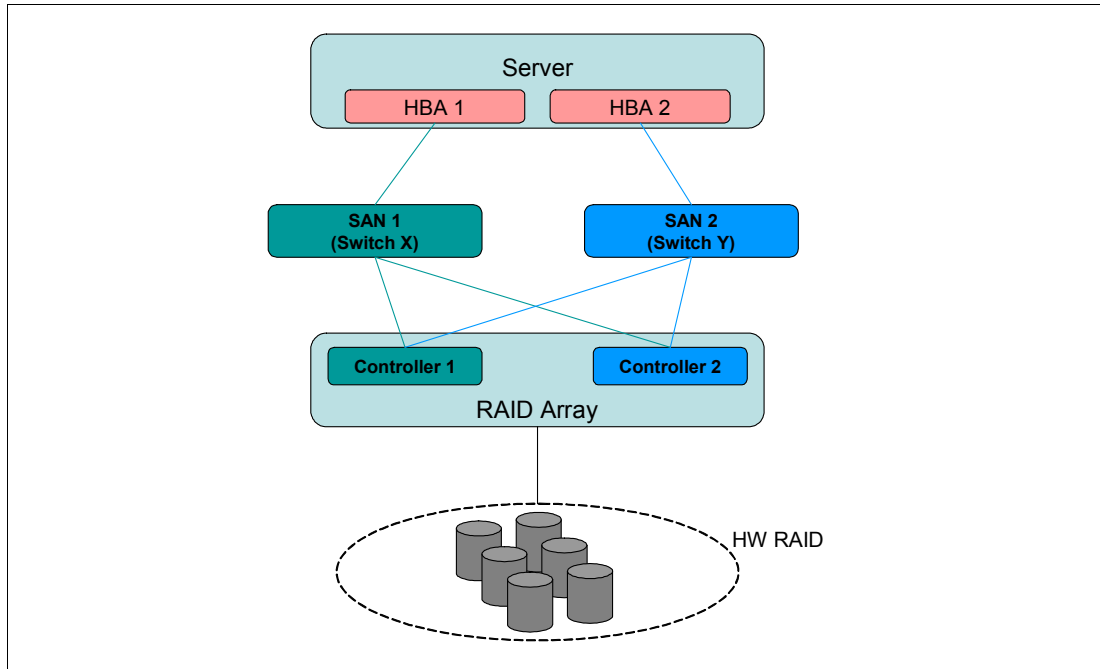 Server
HBA 1
HBA 2
SAN 1
(Switch X)
SAN 2
(Switch Y)
Controller 1
Controller 2
RAID Array
HW RAID